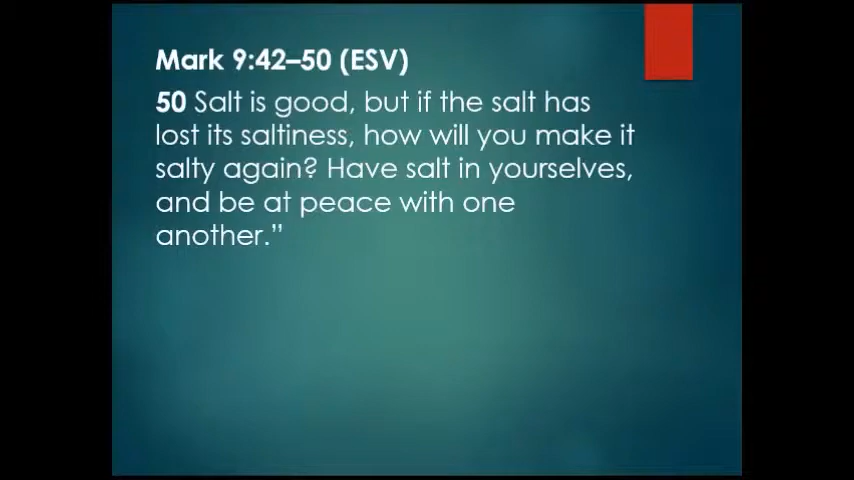 Mark 9:42–50 (ESV)
50 Salt is good, but if the salt has
lost its saltiness, how will you make it
salty again? Have salt in yourselves,
and be at peace with one
another.”